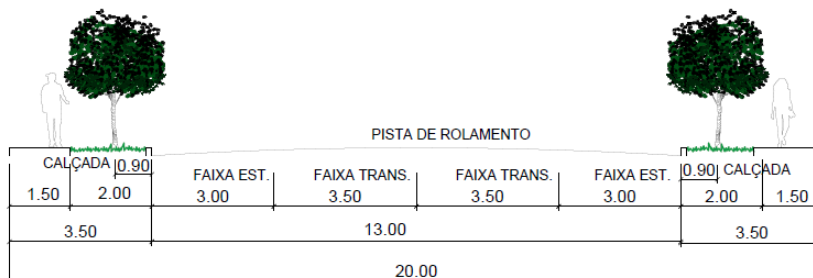 PISTA DE ROLAMENTO
CALÇADA 0.90 FAIXA EST. FAIXA TRANS. FAIXA TRANS. FAIXA EST. 0.90 CALÇADA
1.50 2.00 3.00 3.50 3.50 3.00 2.00 1.50
3.50 13.00 3.50
20.00